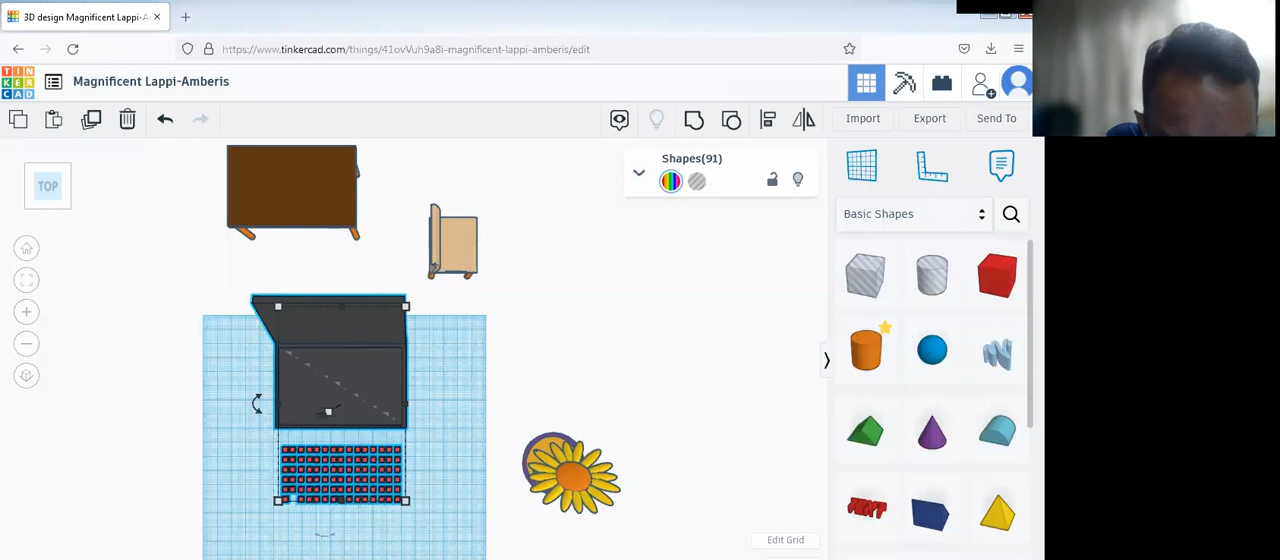 3D design Magnificent Lappi-A
https://www.tinkercad.com/things/41ovVuh9a8i-magnificent-lappi-amberis/edit
TIN
KER
CAD
Magnificent Lappi-Amberis
Import
Export
Send To
TOP
Shapes(91)
Basic Shapes
TEXT
Edit Grid